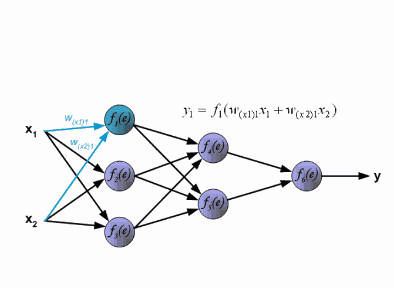 y₁ = f₁(w₍ₓ₁₎₁x₁ + w₍ₓ₂₎₁x₂)
w(x1)1
f₁(e)
x₁
w(x2)1
f₄(e)
f₂(e)
f₆(e)
y
f₅(e)
x₂
f₃(e)